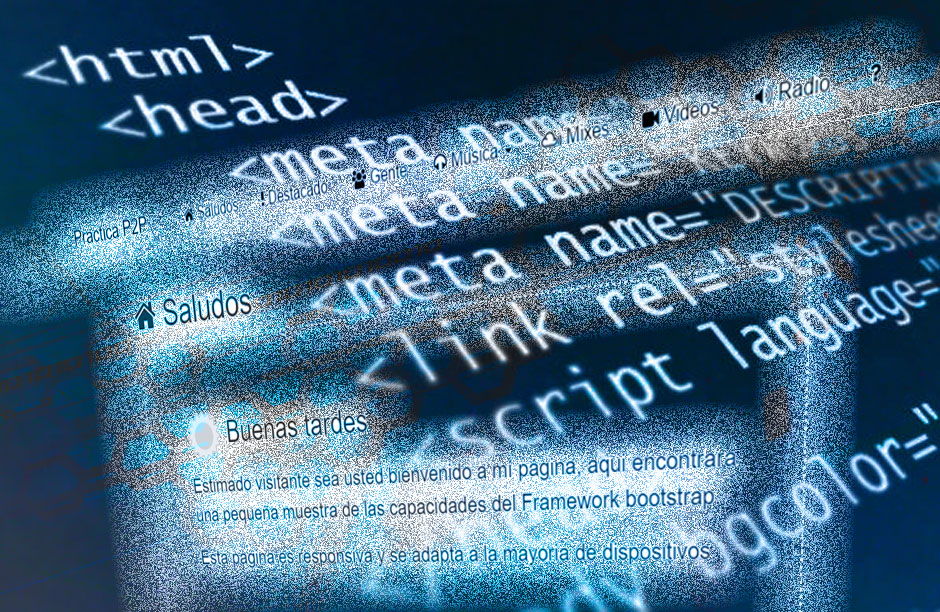 <html>
<head>
<meta name=
<meta name="
<meta name="DESCRIPTIO
<link rel="styleshee
<script language="
bgcolor="
Practica P2P Saludos Destacado Gente Música Mixes Videos Radio ?
Saludos
Buenas tardes
Estimado visitante sea usted bienvenido a mi pagina, aqui encontrara
una pequeña muestra de las capacidades del Framework bootstrap
Esta pagina es responsiva y se adapta a la mayoria de dispositivos.